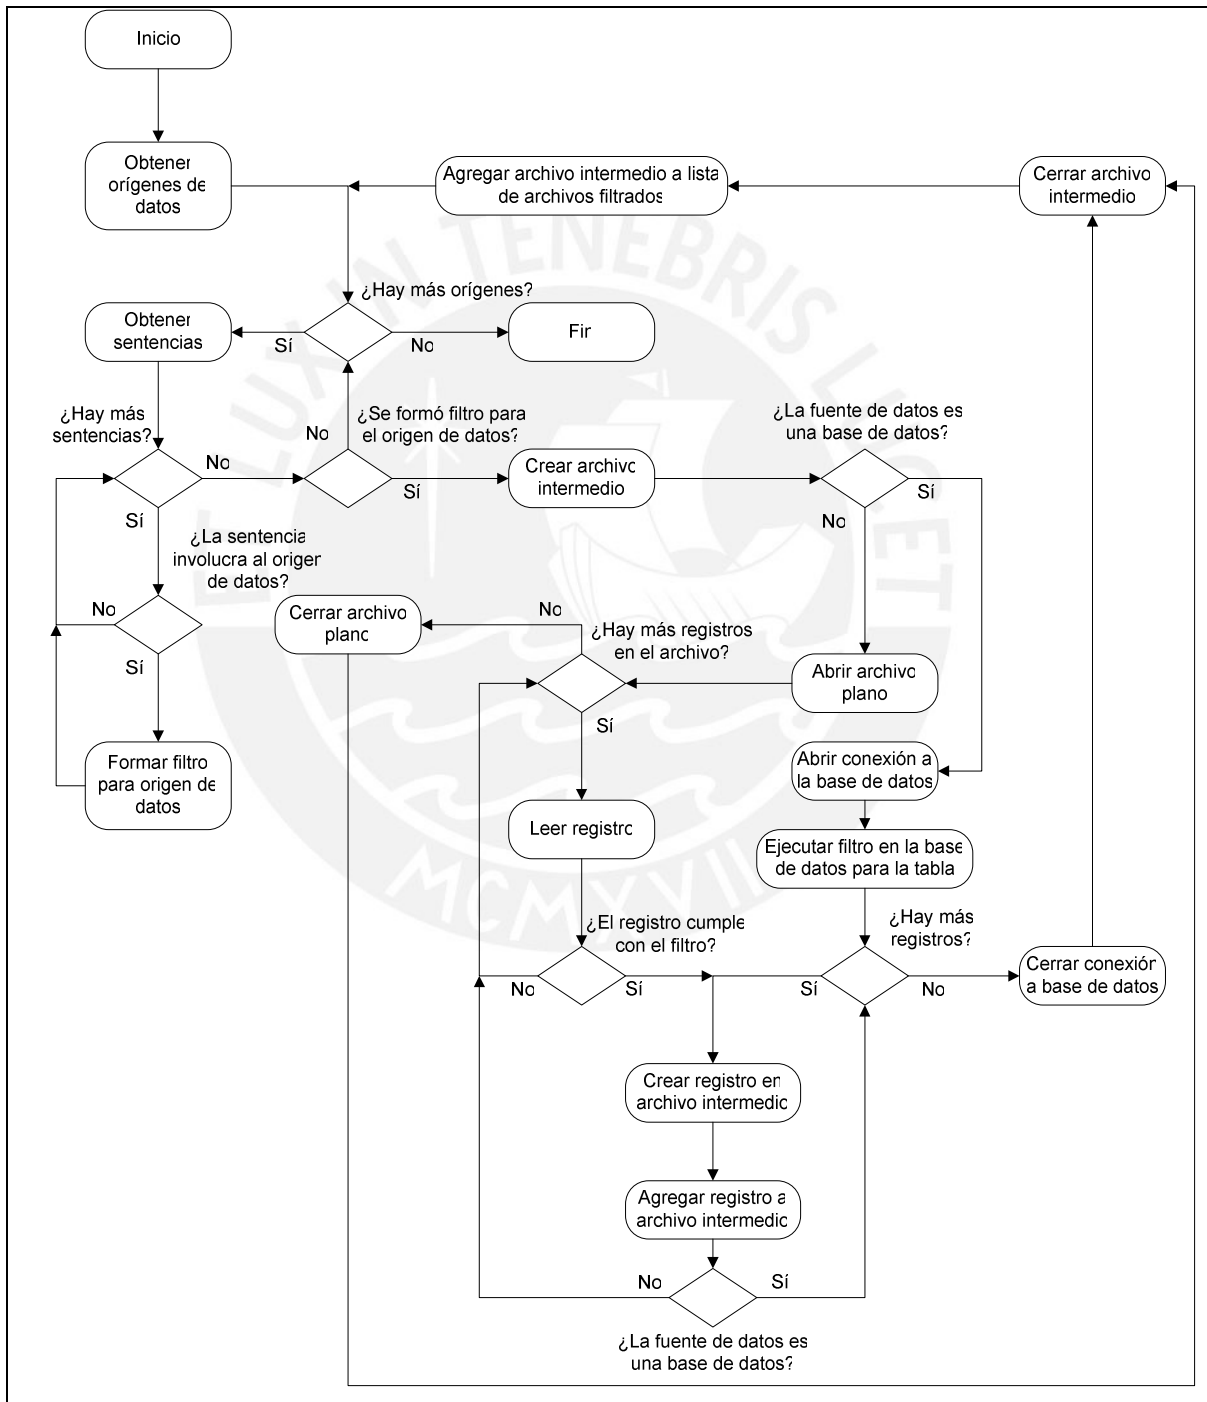 Inicio
Obtener
orígenes de
datos
Agregar archivo intermedio a lista
de archivos filtrados
Cerrar archivo
intermedio
¿Hay más orígenes?
Obtener
sentencias
Sí
No
Fir
¿Hay más
sentencias?
No
¿Se formó filtro para
el origen de datos?
¿La fuente de datos es
una base de datos?
No
Sí
Crear archivo
intermedio
Sí
Sí
No
¿La sentencia
involucra al origen
de datos?
No
Sí
Cerrar archivo
plano
No
¿Hay más registros
en el archivo?
Sí
Abrir archivo
plano
Formar filtro
para origen de
datos
Abrir conexión a
la base de datos
Leer registro
Ejecutar filtro en la base
de datos para la tabla
¿El registro cumple
con el filtro?
¿Hay más
registros?
No
Sí
Sí
No
Cerrar conexión
a base de datos
Crear registro en
archivo intermedio
Agregar registro a
archivo intermedio
No
Sí
¿La fuente de datos es
una base de datos?
ET LUX IN TENEBRIS LUCET
MCMXVII